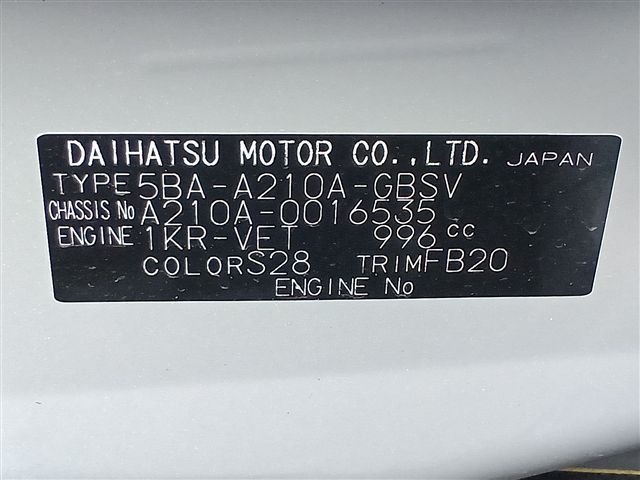 DAIHATSU MOTOR CO.,LTD. JAPAN
TYPE 5BA-A210A-GBSV
CHASSIS No A210A-0016535
ENGINE 1KR-VET 996 cc
COLOR S28 TRIM FB20
ENGINE No